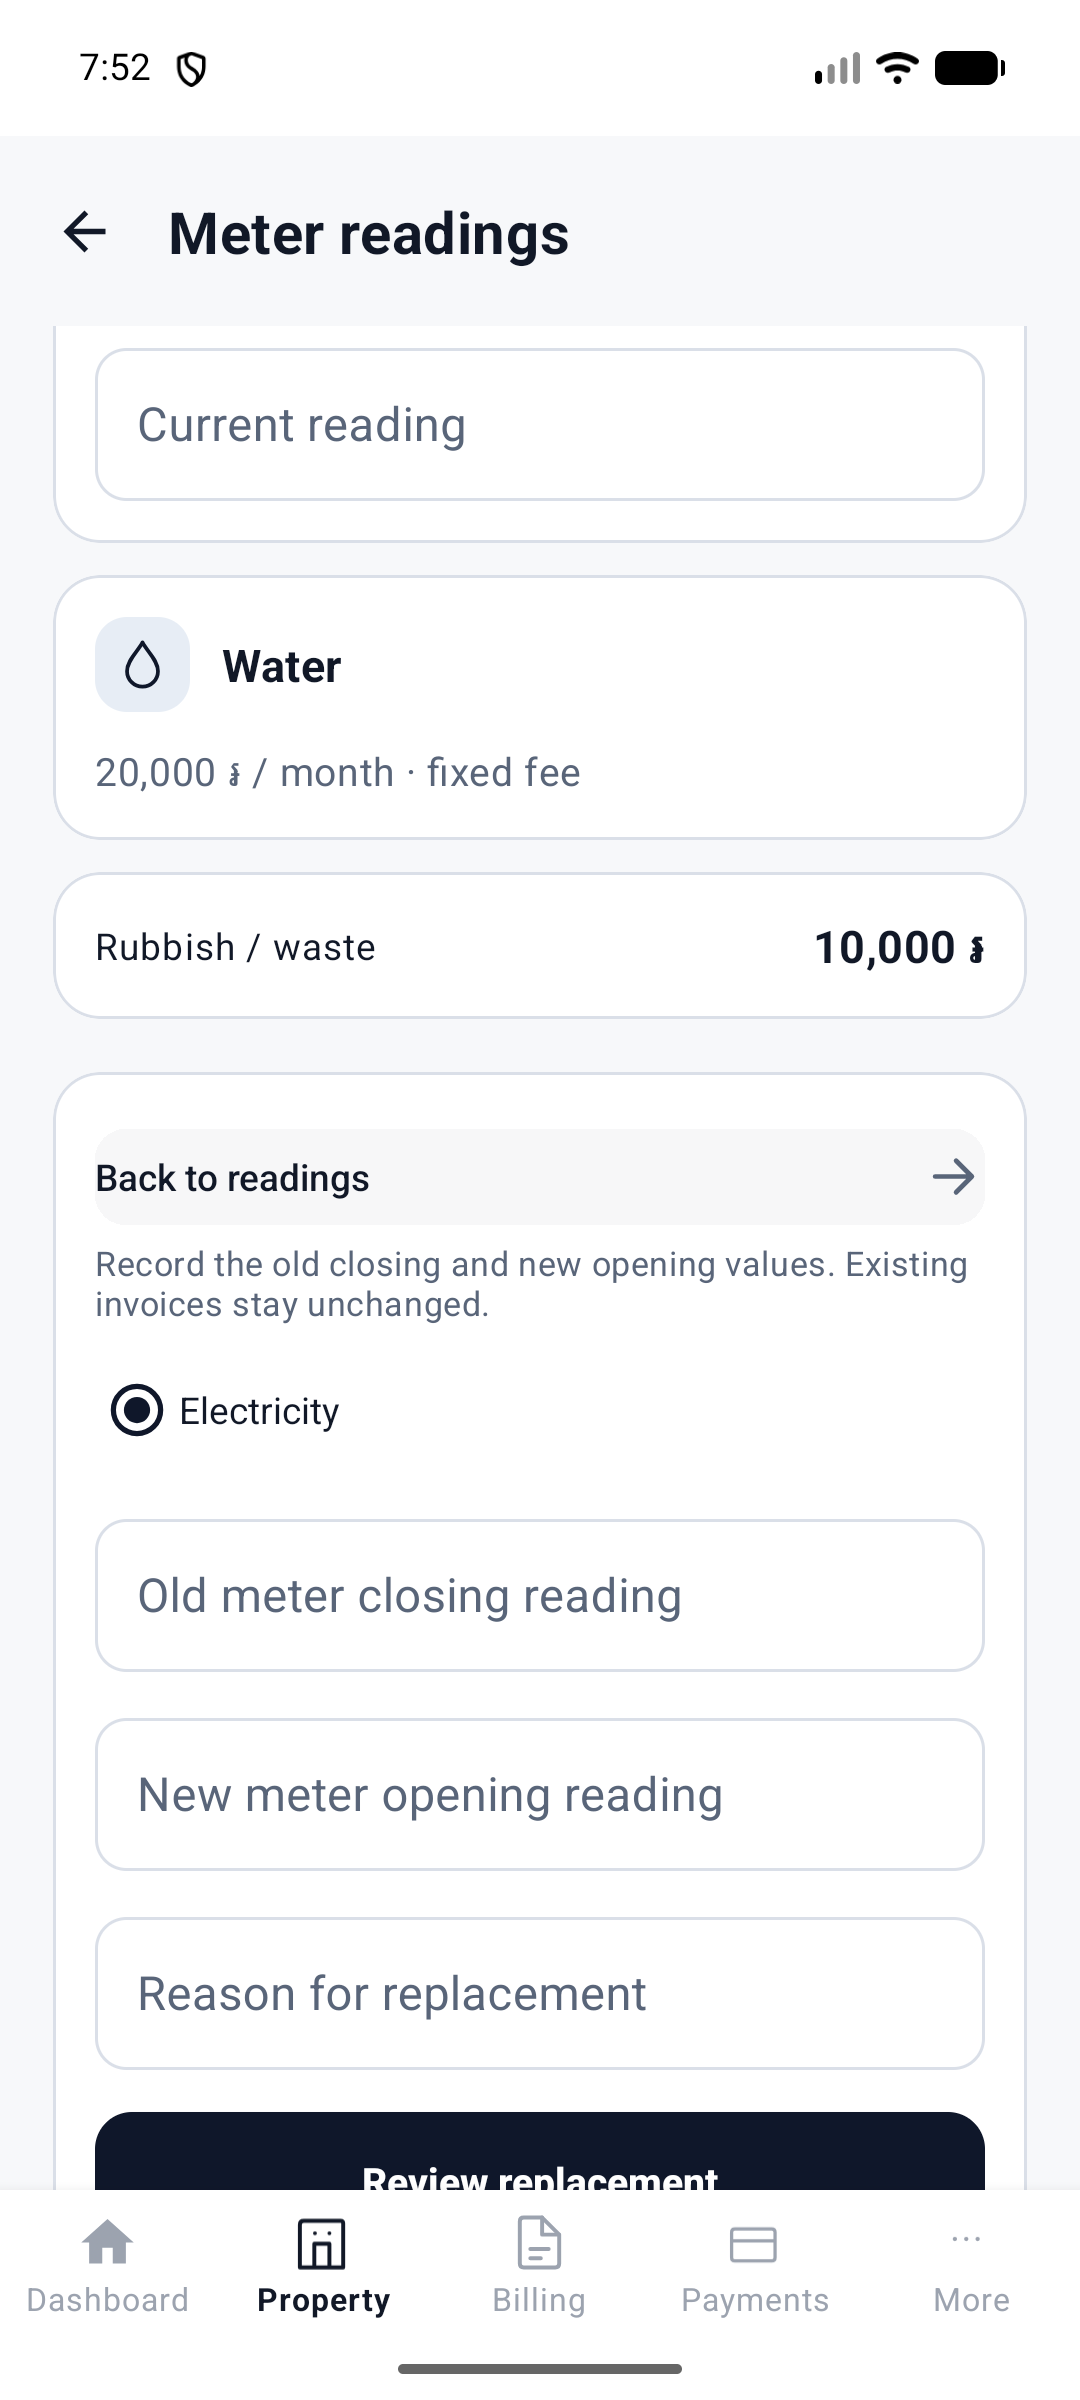 7:52
Meter readings
Current reading
Water
20,000 ៛ / month · fixed fee
Rubbish / waste
10,000 ៛
Back to readings
Record the old closing and new opening values. Existing
invoices stay unchanged.
Electricity
Old meter closing reading
New meter opening reading
Reason for replacement
Review replacement
Dashboard
Property
Billing
Payments
More